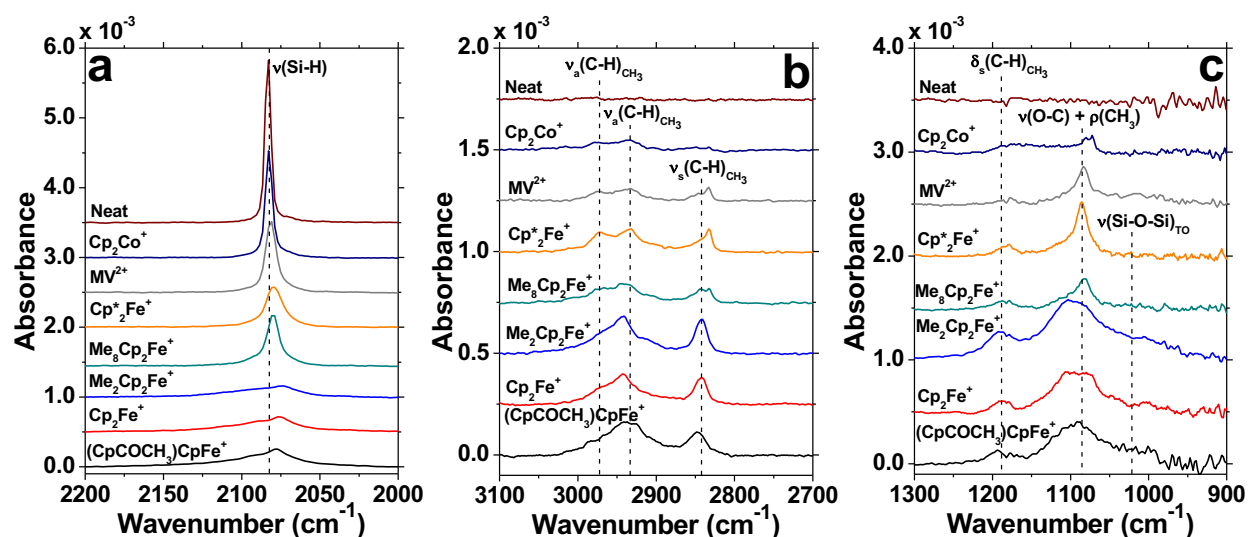 x 10⁻³
6.0
5.0
4.0
3.0
2.0
1.0
0.0
Absorbance
a
ν(Si-H)
Neat
Cp₂Co⁺
MV²⁺
Cp*₂Fe⁺
Me₈Cp₂Fe⁺
Me₂Cp₂Fe⁺
Cp₂Fe⁺
(CpCOCH₃)CpFe⁺
2200 2150 2100 2050 2000
Wavenumber (cm⁻¹)
x 10⁻³
2.0
1.5
1.0
0.5
0.0
Absorbance
b
νₐ(C-H)CH₃
Neat
νₐ(C-H)CH₃
Cp₂Co⁺
νₛ(C-H)CH₃
MV²⁺
Cp*₂Fe⁺
Me₈Cp₂Fe⁺
Me₂Cp₂Fe⁺
Cp₂Fe⁺
(CpCOCH₃)CpFe⁺
3100 3000 2900 2800 2700
Wavenumber (cm⁻¹)
x 10⁻³
4.0
3.0
2.0
1.0
0.0
Absorbance
c
δₛ(C-H)CH₃
Neat
ν(O-C) + ρ(CH₃)
Cp₂Co⁺
MV²⁺
ν(Si-O-Si)TO
Cp*₂Fe⁺
Me₈Cp₂Fe⁺
Me₂Cp₂Fe⁺
Cp₂Fe⁺
(CpCOCH₃)CpFe⁺
1300 1200 1100 1000 900
Wavenumber (cm⁻¹)